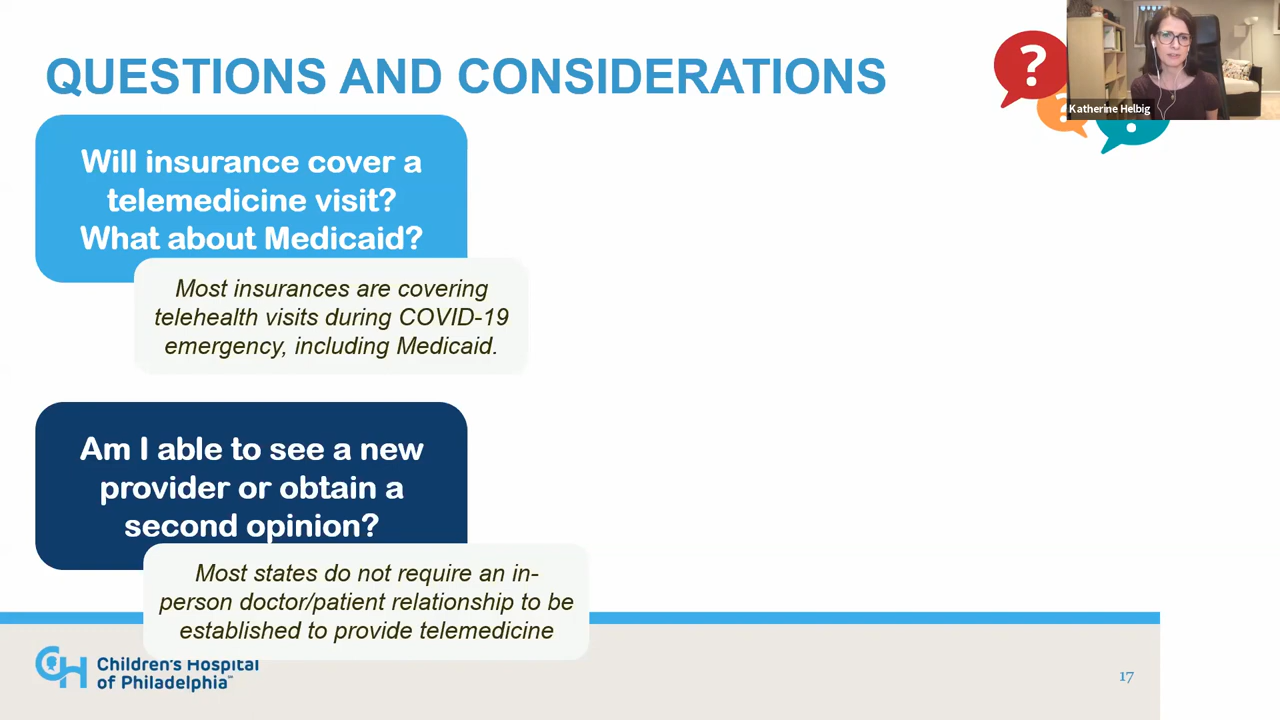 QUESTIONS AND CONSIDERATIONS
?
?
Katherine Helbig
Will insurance cover a
telemedicine visit?
What about Medicaid?
Most insurances are covering
telehealth visits during COVID-19
emergency, including Medicaid.
Am I able to see a new
provider or obtain a
second opinion?
Most states do not require an in-
person doctor/patient relationship to be
established to provide telemedicine
CH Children's Hospital
of Philadelphia℠
17